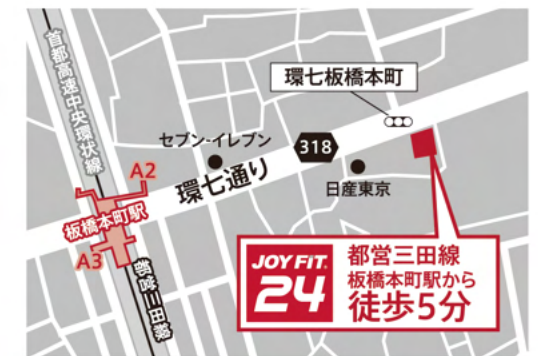 首都高速中央環状線
環七板橋本町
セブン-イレブン
318
環七通り
日産東京
A2
板橋本町駅
A3
都営三田線
JOYFIT.
24
都営三田線
板橋本町駅から
徒歩5分